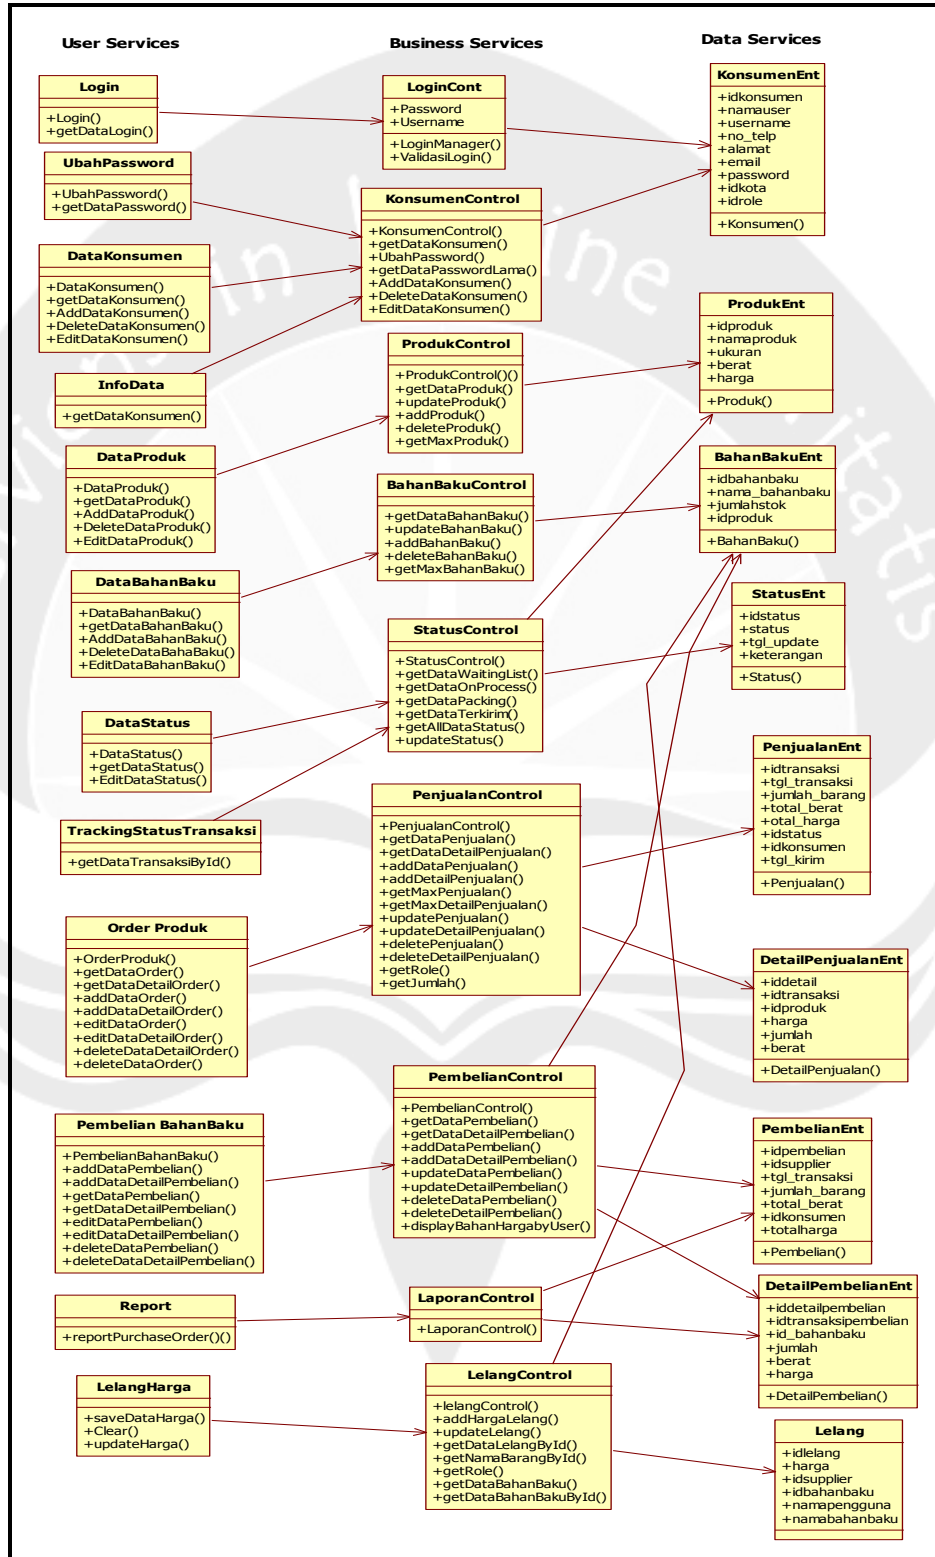 User Services
Business Services
Data Services
Login
+Login()
+getDataLogin()
UbahPassword
+UbahPassword()
+getDataPassword()
DataKonsumen
+DataKonsumen()
+getDataKonsumen()
+AddDataKonsumen()
+DeleteDataKonsumen()
+EditDataKonsumen()
InfoData
+getDataKonsumen()
DataProduk
+DataProduk()
+getDataProduk()
+AddDataProduk()
+DeleteDataProduk()
+EditDataProduk()
DataBahanBaku
+DataBahanBaku()
+getDataBahanBaku()
+AddDataBahanBaku()
+DeleteDataBahaBaku()
+EditDataBahanBaku()
DataStatus
+DataStatus()
+getDataStatus()
+EditDataStatus()
TrackingStatusTransaksi
+getDataTransaksiById()
Order Produk
+OrderProduk()
+getDataOrder()
+getDataDetailOrder()
+addDataOrder()
+addDataDetailOrder()
+editDataOrder()
+editDataDetailOrder()
+deleteDataDetailOrder()
+deleteDataOrder()
Pembelian BahanBaku
+PembelianBahanBaku()
+addDataPembelian()
+addDataDetailPembelian()
+getDataPembelian()
+getDataDetailPembelian()
+editDataPembelian()
+editDataDetailPembelian()
+deleteDataPembelian()
+deleteDataDetailPembelian()
Report
+reportPurchaseOrder()()
LelangHarga
+saveDataHarga()
+Clear()
+updateHarga()
LoginCont
+Password
+Username
+LoginManager()
+ValidasiLogin()
KonsumenControl
+KonsumenControl()
+getDataKonsumen()
+UbahPassword()
+getDataPasswordLama()
+AddDataKonsumen()
+DeleteDataKonsumen()
+EditDataKonsumen()
ProdukControl
+ProdukControl()()
+getDataProduk()
+updateProduk()
+addProduk()
+deleteProduk()
+getMaxProduk()
BahanBakuControl
+getDataBahanBaku()
+updateBahanBaku()
+addBahanBaku()
+deleteBahanBaku()
+getMaxBahanBaku()
StatusControl
+StatusControl()
+getDataWaitingList()
+getDataOnProcess()
+getDataPacking()
+getDataTerkirim()
+getAllDataStatus()
+updateStatus()
PenjualanControl
+PenjualanControl()
+getDataPenjualan()
+getDataDetailPenjualan()
+addDataPenjualan()
+addDetailPenjualan()
+getMaxPenjualan()
+getMaxDetailPenjualan()
+updatePenjualan()
+updateDetailPenjualan()
+deletePenjualan()
+deleteDetailPenjualan()
+getRole()
+getJumlah()
PembelianControl
+PembelianControl()
+getDataPembelian()
+getDataDetailPembelian()
+addDataPembelian()
+addDataDetailPembelian()
+updateDataPembelian()
+updateDetailPembelian()
+deleteDataPembelian()
+deleteDetailPembelian()
+displayBahanHargabyUser()
LaporanControl
+LaporanControl()
LelangControl
+lelangControl()
+addHargaLelang()
+updateLelang()
+getDataLelangById()
+getNamaBarangById()
+getRole()
+getDataBahanBaku()
+getDataBahanBakuById()
KonsumenEnt
+idkonsumen
+namauser
+username
+no_telp
+alamat
+email
+password
+idkota
+idrole
+Konsumen()
ProdukEnt
+idproduk
+namaproduk
+ukuran
+berat
+harga
+Produk()
BahanBakuEnt
+idbahanbaku
+nama_bahanbaku
+jumlahstok
+idproduk
+BahanBaku()
StatusEnt
+idstatus
+status
+tgl_update
+keterangan
+Status()
PenjualanEnt
+idtransaksi
+tgl_transaksi
+jumlah_barang
+total_berat
+otal_harga
+idstatus
+idkonsumen
+tgl_kirim
+Penjualan()
DetailPenjualanEnt
+iddetail
+idtransaksi
+idproduk
+harga
+jumlah
+berat
+DetailPenjualan()
PembelianEnt
+idpembelian
+idsupplier
+tgl_transaksi
+jumlah_barang
+total_berat
+idkonsumen
+totalharga
+Pembelian()
DetailPembelianEnt
+iddetailpembelian
+idtransaksipembelian
+id_bahanbaku
+jumlah
+berat
+harga
+DetailPembelian()
Lelang
+idlelang
+harga
+idsupplier
+idbahanbaku
+namapengguna
+namabahanbaku